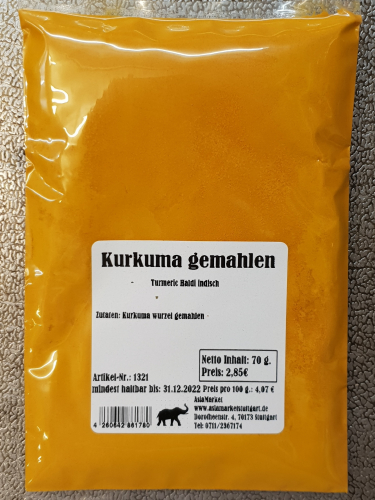 Kurkuma gemahlen
Turmeric Haldi indisch
Zutaten: Kurkuma wurzel gemahlen
Netto Inhalt: 70 g.
Preis: 2,85€
Artikel-Nr.: 1321
mindest haltbar bis: 31.12.2022 Preis pro 100 g.: 4,07 €
AsiaMarket
www.asiamarkenstuttgart.de
Dorotheenstr. 4, 70173 Stuttgart
Tel: 0711/2367174
4 260642 861780